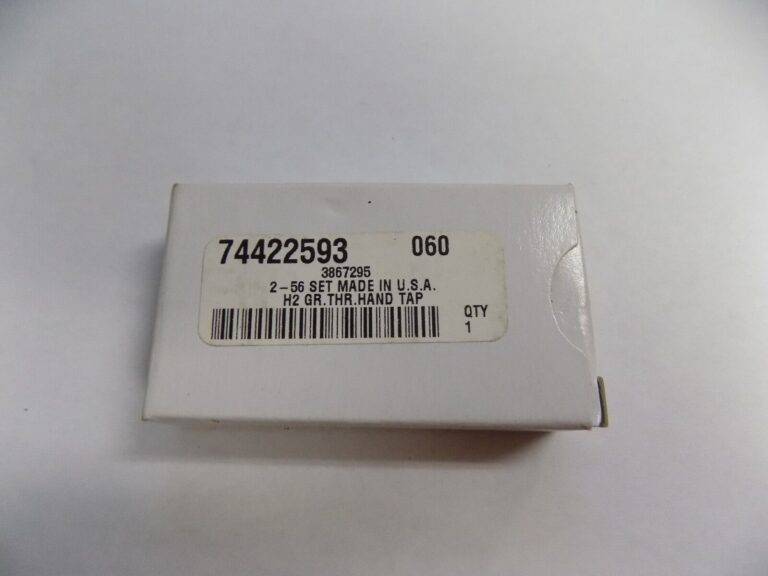 74422593 060
3867295
2-56 SET MADE IN U.S.A.
H2 GR.THR.HAND TAP
QTY
1